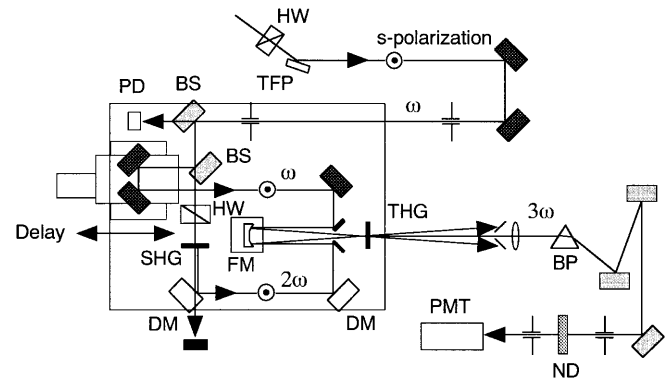 HW
s-polarization
TFP
PD
BS
ω
BS
ω
HW
THG
3ω
Delay
SHG
FM
BP
2ω
DM
DM
PMT
ND